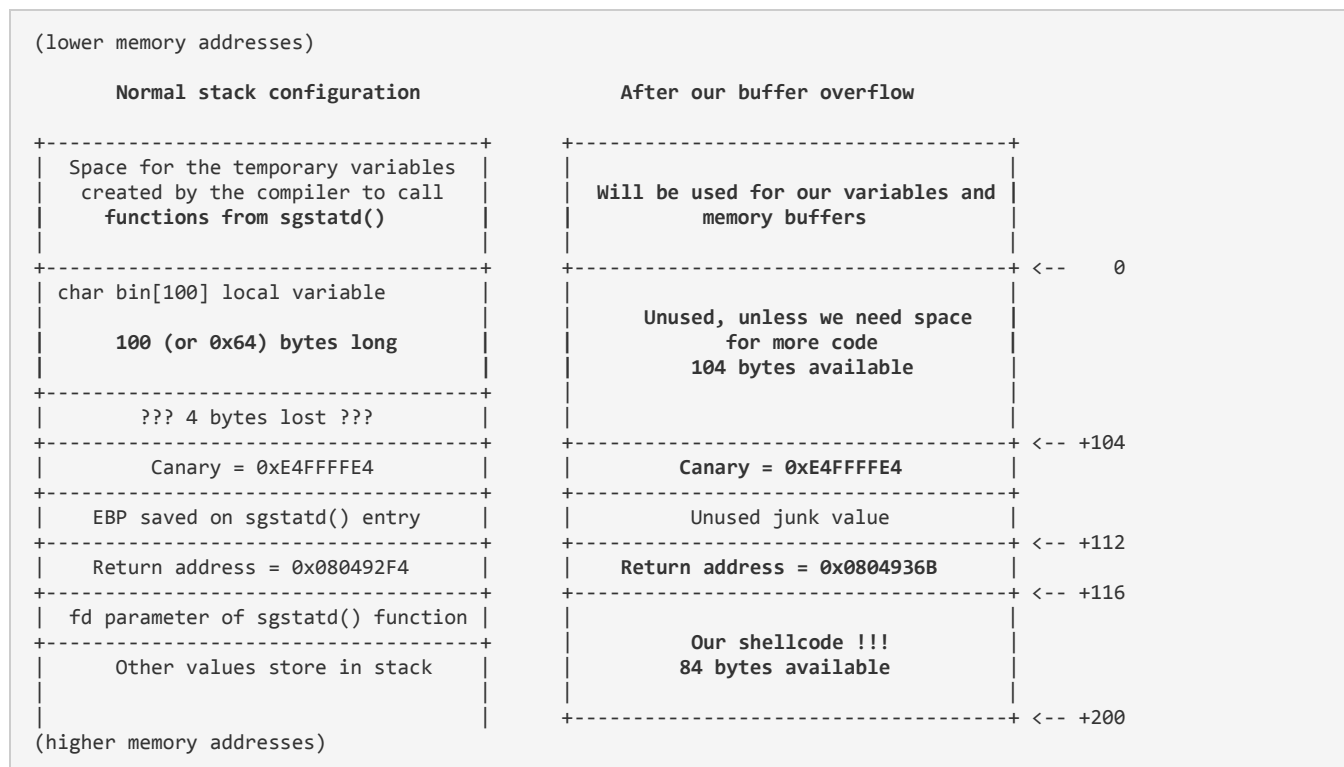 (lower memory addresses)
Normal stack configuration After our buffer overflow
+--------------------------------------+ +--------------------------------------+
| Space for the temporary variables | | |
| created by the compiler to call | | Will be used for our variables and |
| functions from sgstatd() | | memory buffers |
| | | |
+--------------------------------------+ +--------------------------------------+ <-- 0
| char bin[100] local variable | | |
| | | Unused, unless we need space |
| 100 (or 0x64) bytes long | | for more code |
| | | 104 bytes available |
+--------------------------------------+ | |
| ??? 4 bytes lost ??? | | |
+--------------------------------------+ +--------------------------------------+ <-- +104
| Canary = 0xE4FFFFE4 | | Canary = 0xE4FFFFE4 |
+--------------------------------------+ +--------------------------------------+
| EBP saved on sgstatd() entry | | Unused junk value |
+--------------------------------------+ +--------------------------------------+ <-- +112
| Return address = 0x080492F4 | | Return address = 0x0804936B |
+--------------------------------------+ +--------------------------------------+ <-- +116
| fd parameter of sgstatd() function | | |
+--------------------------------------+ | Our shellcode !!! |
| Other values store in stack | | 84 bytes available |
| | | |
| | +--------------------------------------+ <-- +200
(higher memory addresses)